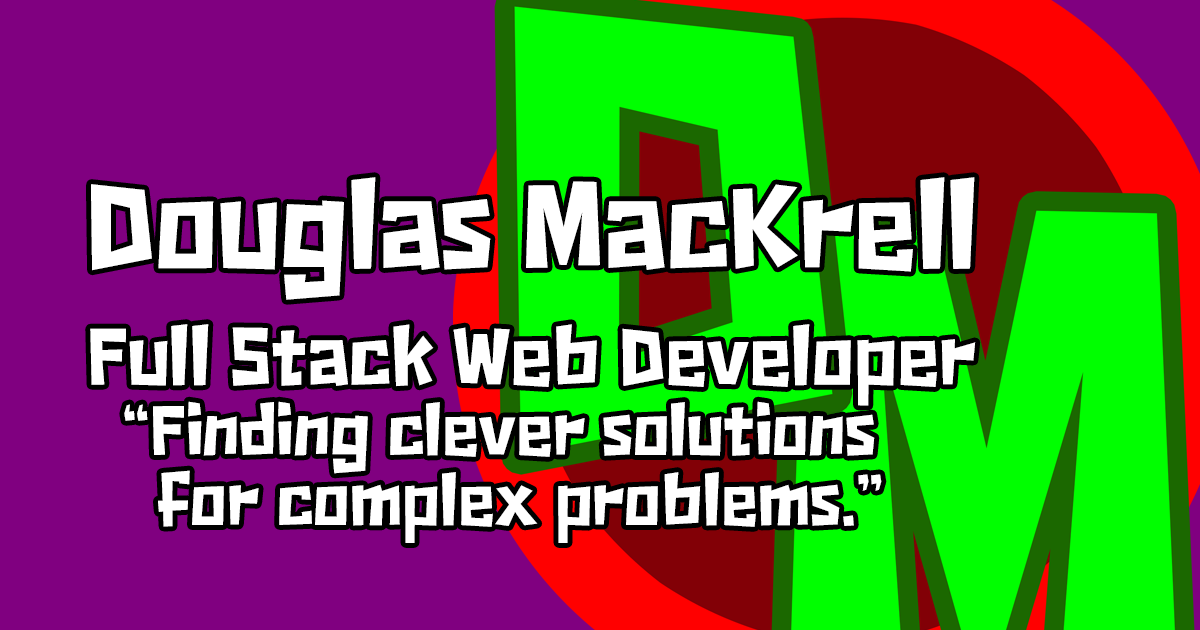 DM
Douglas MacKrell
Full Stack Web Developer
“Finding clever solutions
for complex problems.”